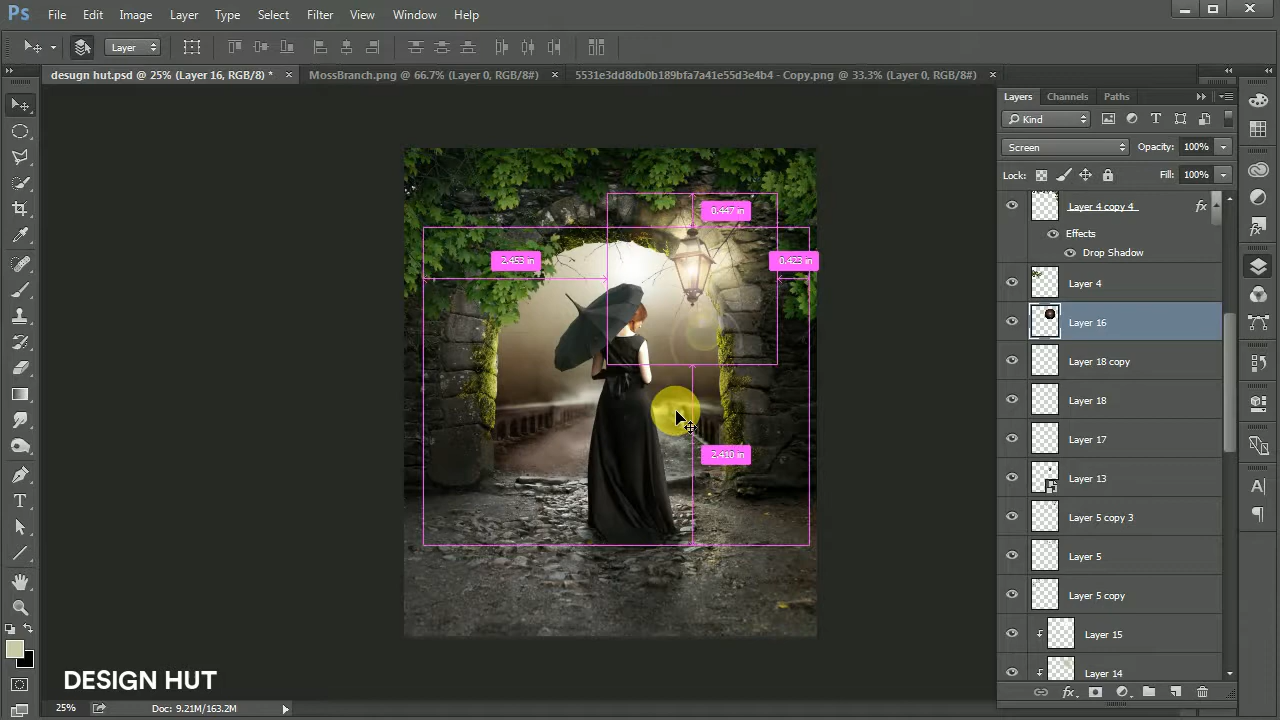 Ps File Edit Image Layer Type Select Filter View Window Help
Layer
design hut.psd @ 25% (Layer 16, RGB/8) * MossBranch.png @ 66.7% (Layer 0, RGB/8#) 5531e3dd8db0b189bfa7a41e55d3e4b4 - Copy.png @ 33.3% (Layer 0, RGB/8#)
Layers Channels Paths
Kind
Screen Opacity: 100%
Lock: Fill: 100%
Layer 4 copy 4 fx
Effects
Drop Shadow
Layer 4
Layer 16
Layer 18 copy
Layer 18
Layer 17
Layer 13
Layer 5 copy 3
Layer 5
Layer 5 copy
Layer 15
Layer 14
0.447 in
2.453 in 0.423 in
2.410 in
DESIGN HUT
25% Doc: 9.21M/163.2M